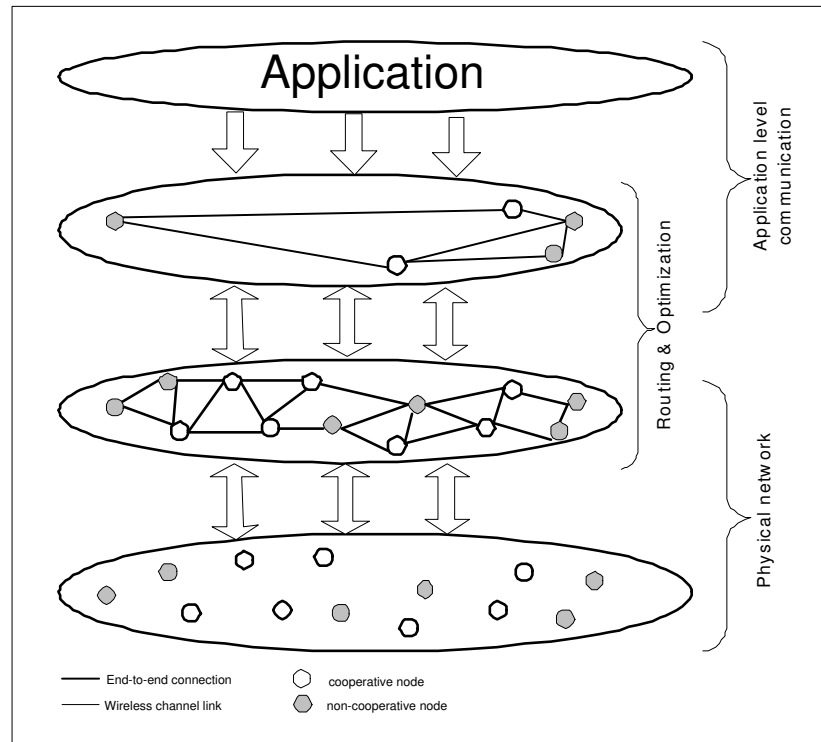 Application
Application level
communication
Routing & Optimization
Physical network
End-to-end connection
Wireless channel link
cooperative node
non-cooperative node